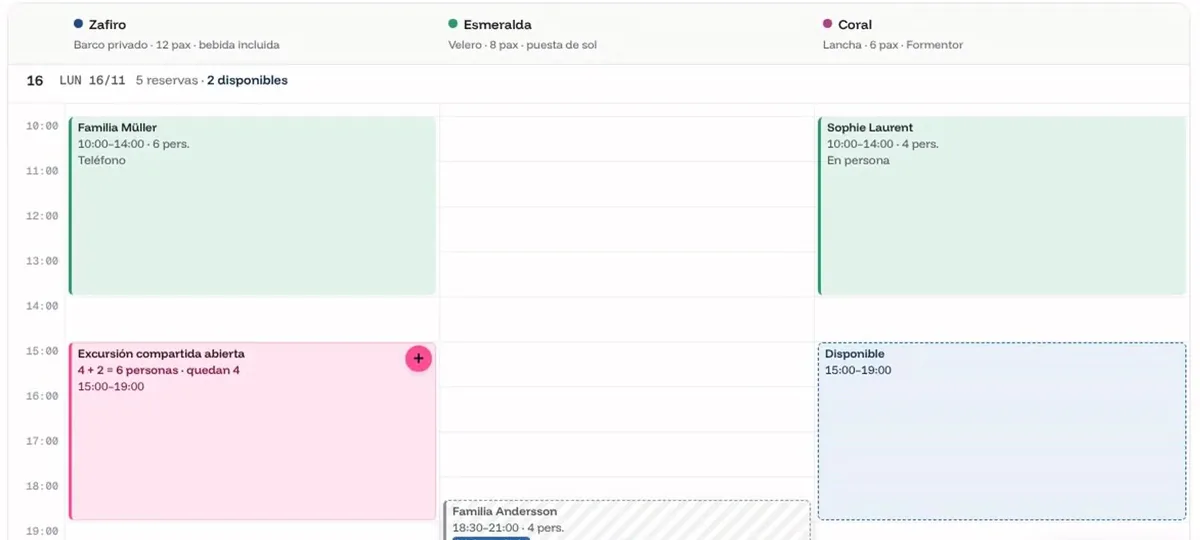 Zafiro
Barco privado · 12 pax · bebida incluida
Esmeralda
Velero · 8 pax · puesta de sol
Coral
Lancha · 6 pax · Formentor
16 LUN 16/11 5 reservas · 2 disponibles
10:00
11:00
12:00
13:00
14:00
15:00
16:00
17:00
18:00
19:00
Familia Müller
10:00–14:00 · 6 pers.
Teléfono
Excursión compartida abierta
4 + 2 = 6 personas · quedan 4
15:00–19:00
+
Familia Andersson
18:30–21:00 · 4 pers.
Sophie Laurent
10:00–14:00 · 4 pers.
En persona
Disponible
15:00–19:00